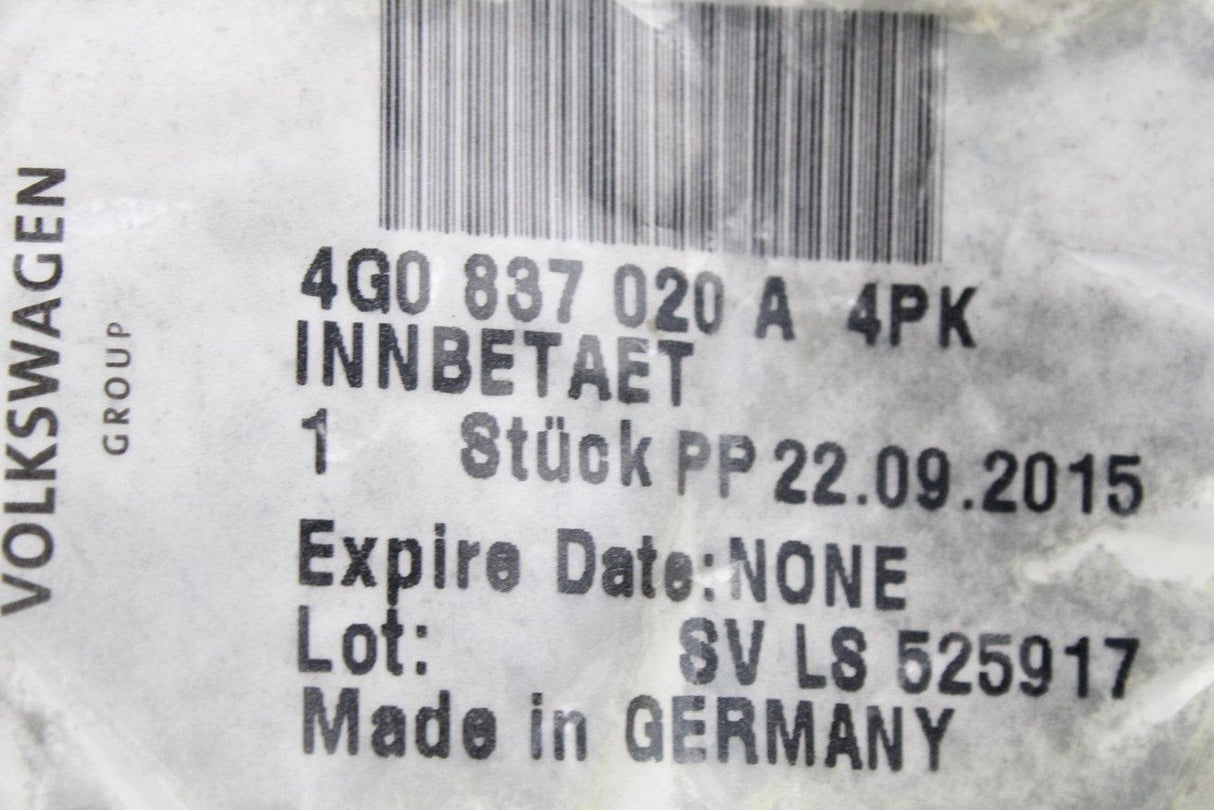 VOLKSWAGEN
GROUP
4G0 837 020 A 4PK
INNBETAET
1 Stück PP 22.09.2015
Expire Date:NONE
Lot: SV LS 525917
Made in GERMANY